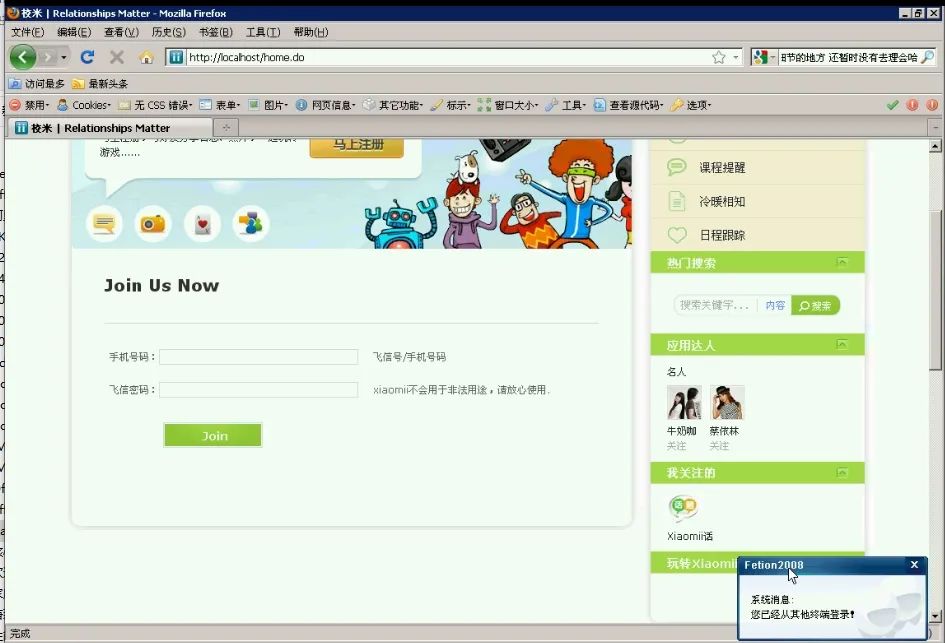 校米 | Relationships Matter - Mozilla Firefox
文件(F) 编辑(E) 查看(V) 历史(S) 书签(B) 工具(T) 帮助(H)
http://localhost/home.do
节的地方 还暂时没有去理会哈
访问最多 最新头条
禁用 Cookies 无 CSS 错误 表单 图片 网页信息 其它功能 标示 窗口大小 工具 查看源代码 选项
校米 | Relationships Matter
游戏......
马上注册
课程提醒
冷暖相知
日程跟踪
热门搜索
搜索关键字... 内容 搜索
应用达人
名人
牛奶咖 蔡依林
关注 关注
我关注的
Xiaomii话
玩转Xiaomii
Join Us Now
手机号码： 飞信号/手机号码
飞信密码： xiaomii不会用于非法用途，请放心使用.
Join
Fetion2008
系统消息:
您已经从其他终端登录!
完成